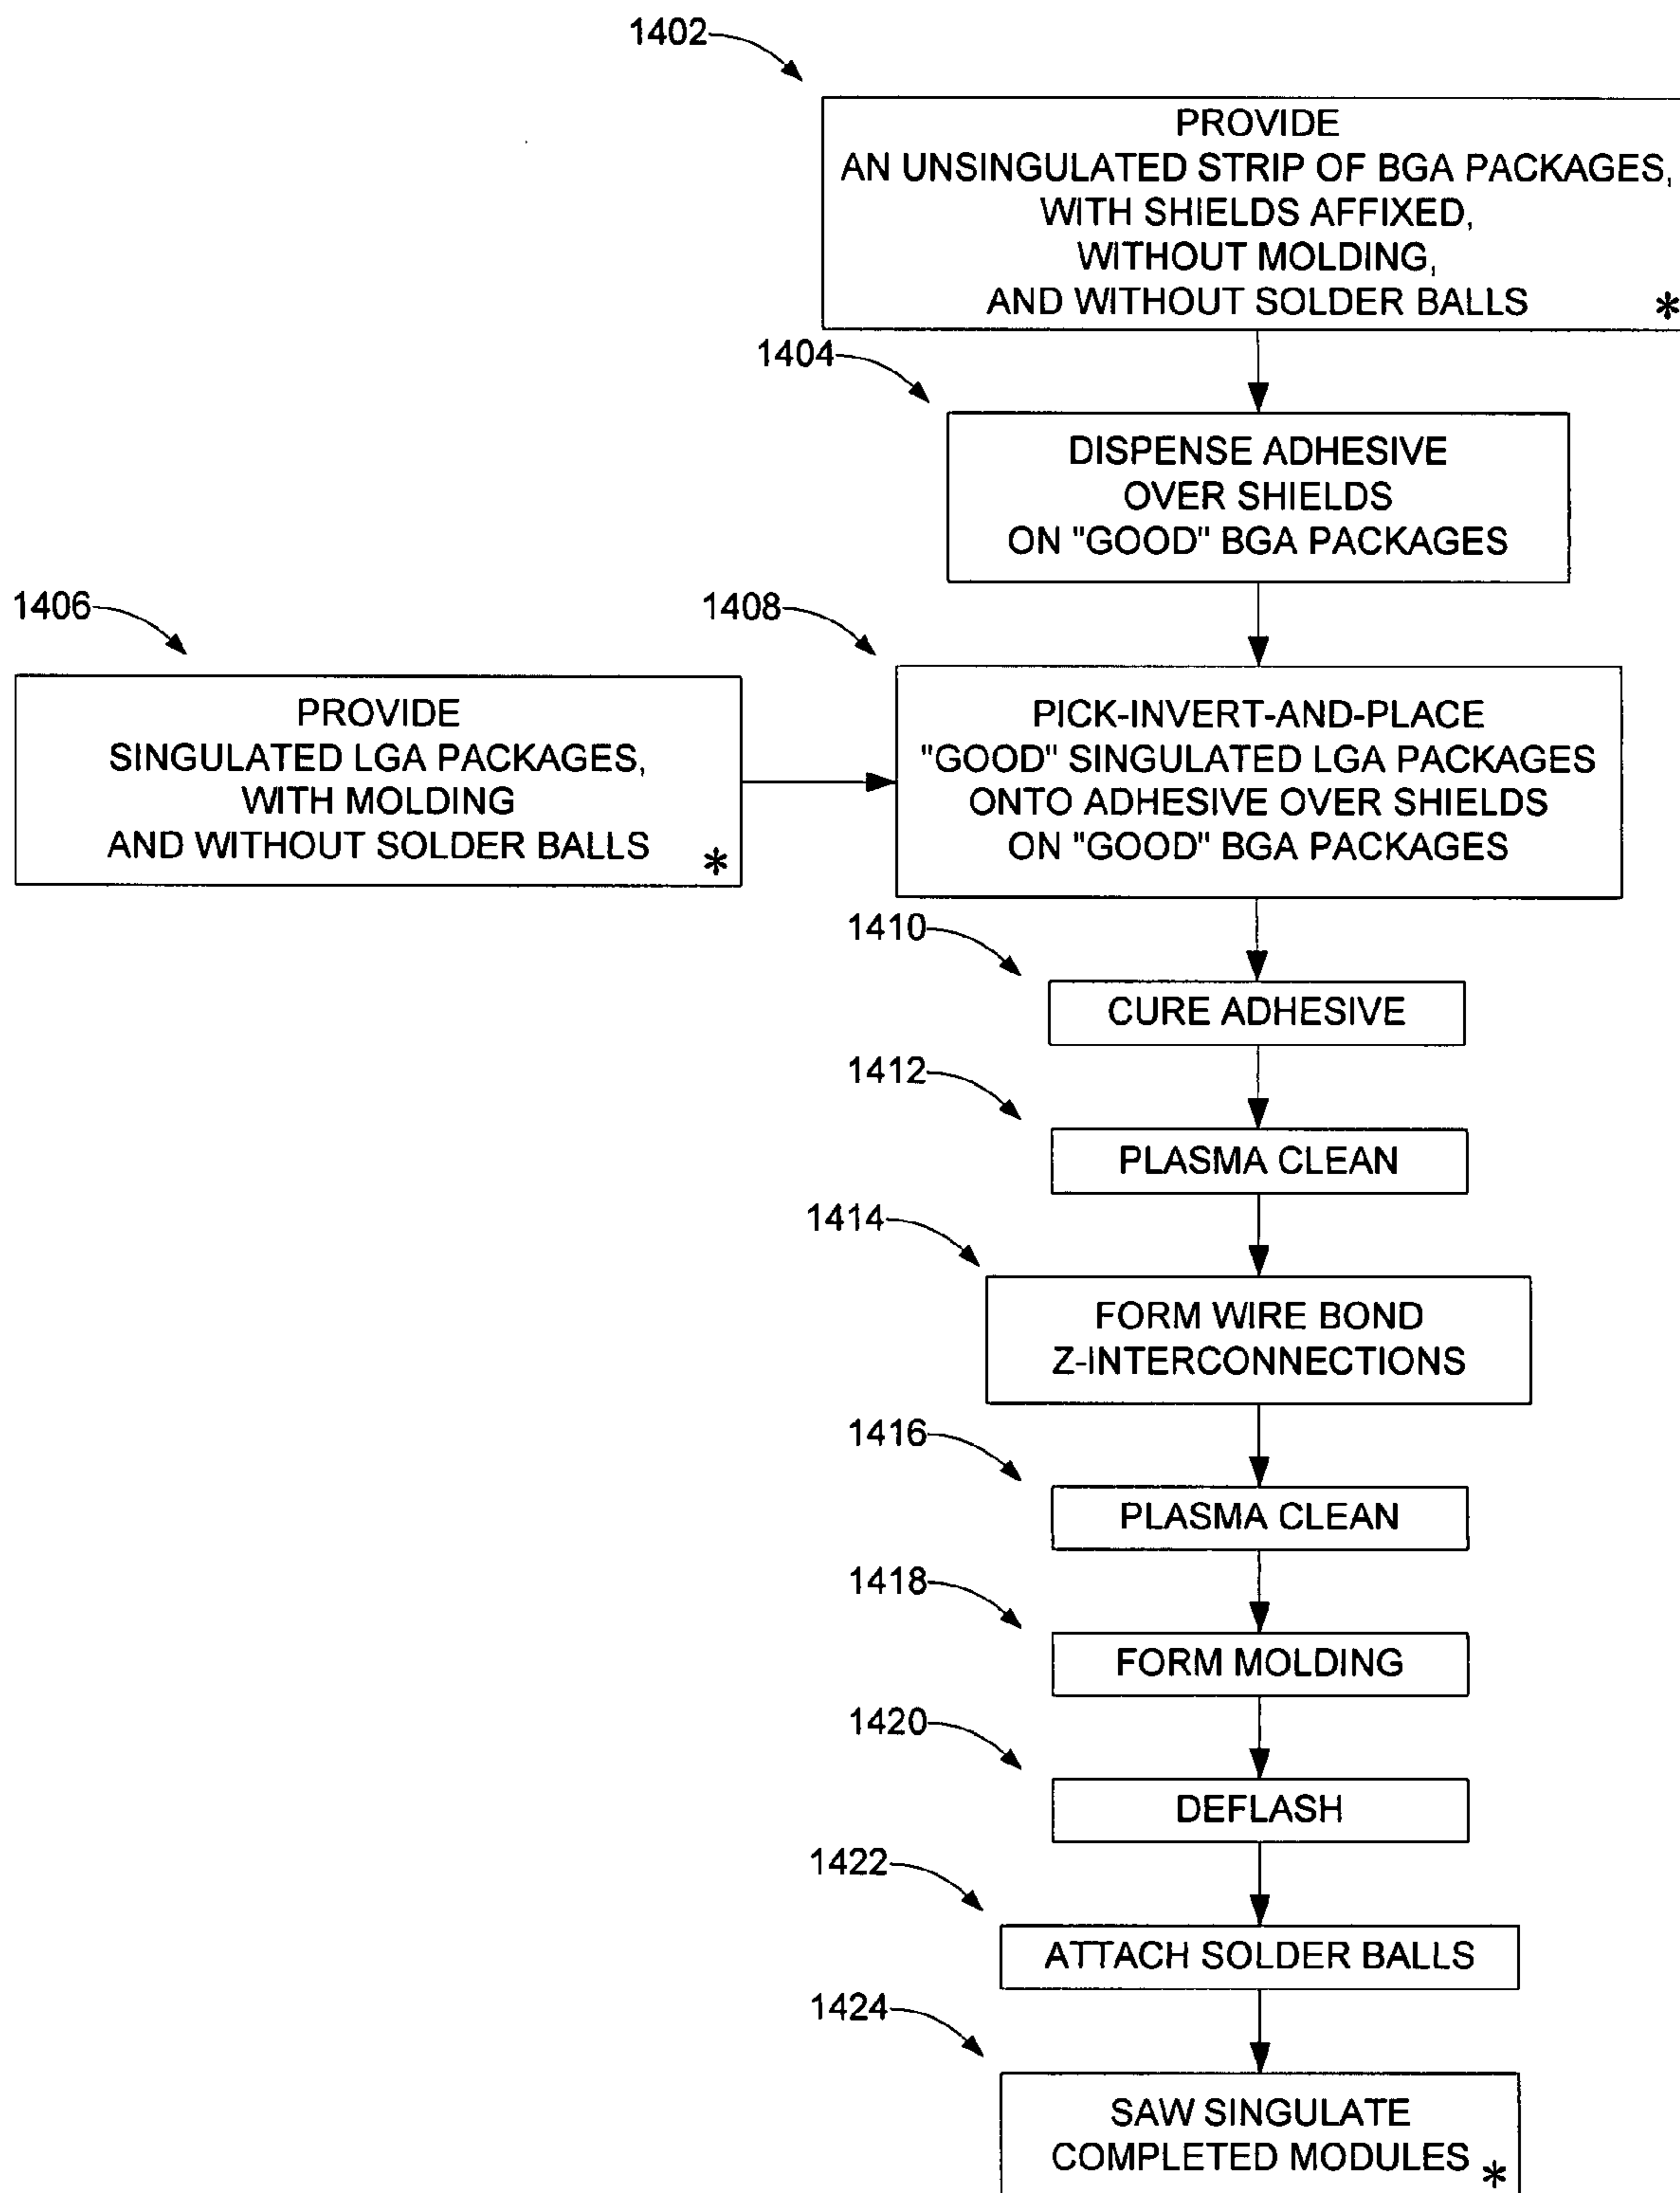 1402
PROVIDE
AN UNSINGULATED STRIP OF BGA PACKAGES,
WITH SHIELDS AFFIXED,
WITHOUT MOLDING,
AND WITHOUT SOLDER BALLS *
1404
DISPENSE ADHESIVE
OVER SHIELDS
ON "GOOD" BGA PACKAGES
1406
PROVIDE
SINGULATED LGA PACKAGES,
WITH MOLDING
AND WITHOUT SOLDER BALLS *
1408
PICK-INVERT-AND-PLACE
"GOOD" SINGULATED LGA PACKAGES
ONTO ADHESIVE OVER SHIELDS
ON "GOOD" BGA PACKAGES
1410
CURE ADHESIVE
1412
PLASMA CLEAN
1414
FORM WIRE BOND
Z-INTERCONNECTIONS
1416
PLASMA CLEAN
1418
FORM MOLDING
1420
DEFLASH
1422
ATTACH SOLDER BALLS
1424
SAW SINGULATE
COMPLETED MODULES *